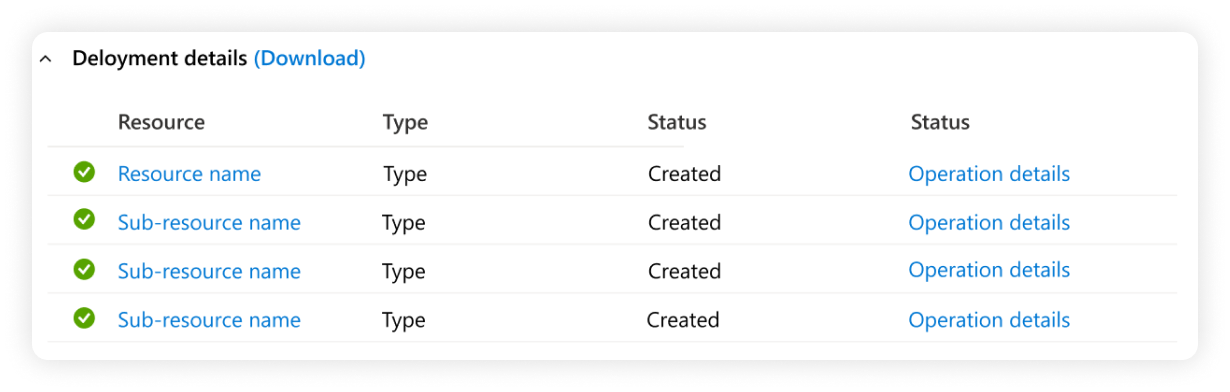 Deloyment details (Download)
Resource Type Status Status
Resource name Type Created Operation details
Sub-resource name Type Created Operation details
Sub-resource name Type Created Operation details
Sub-resource name Type Created Operation details